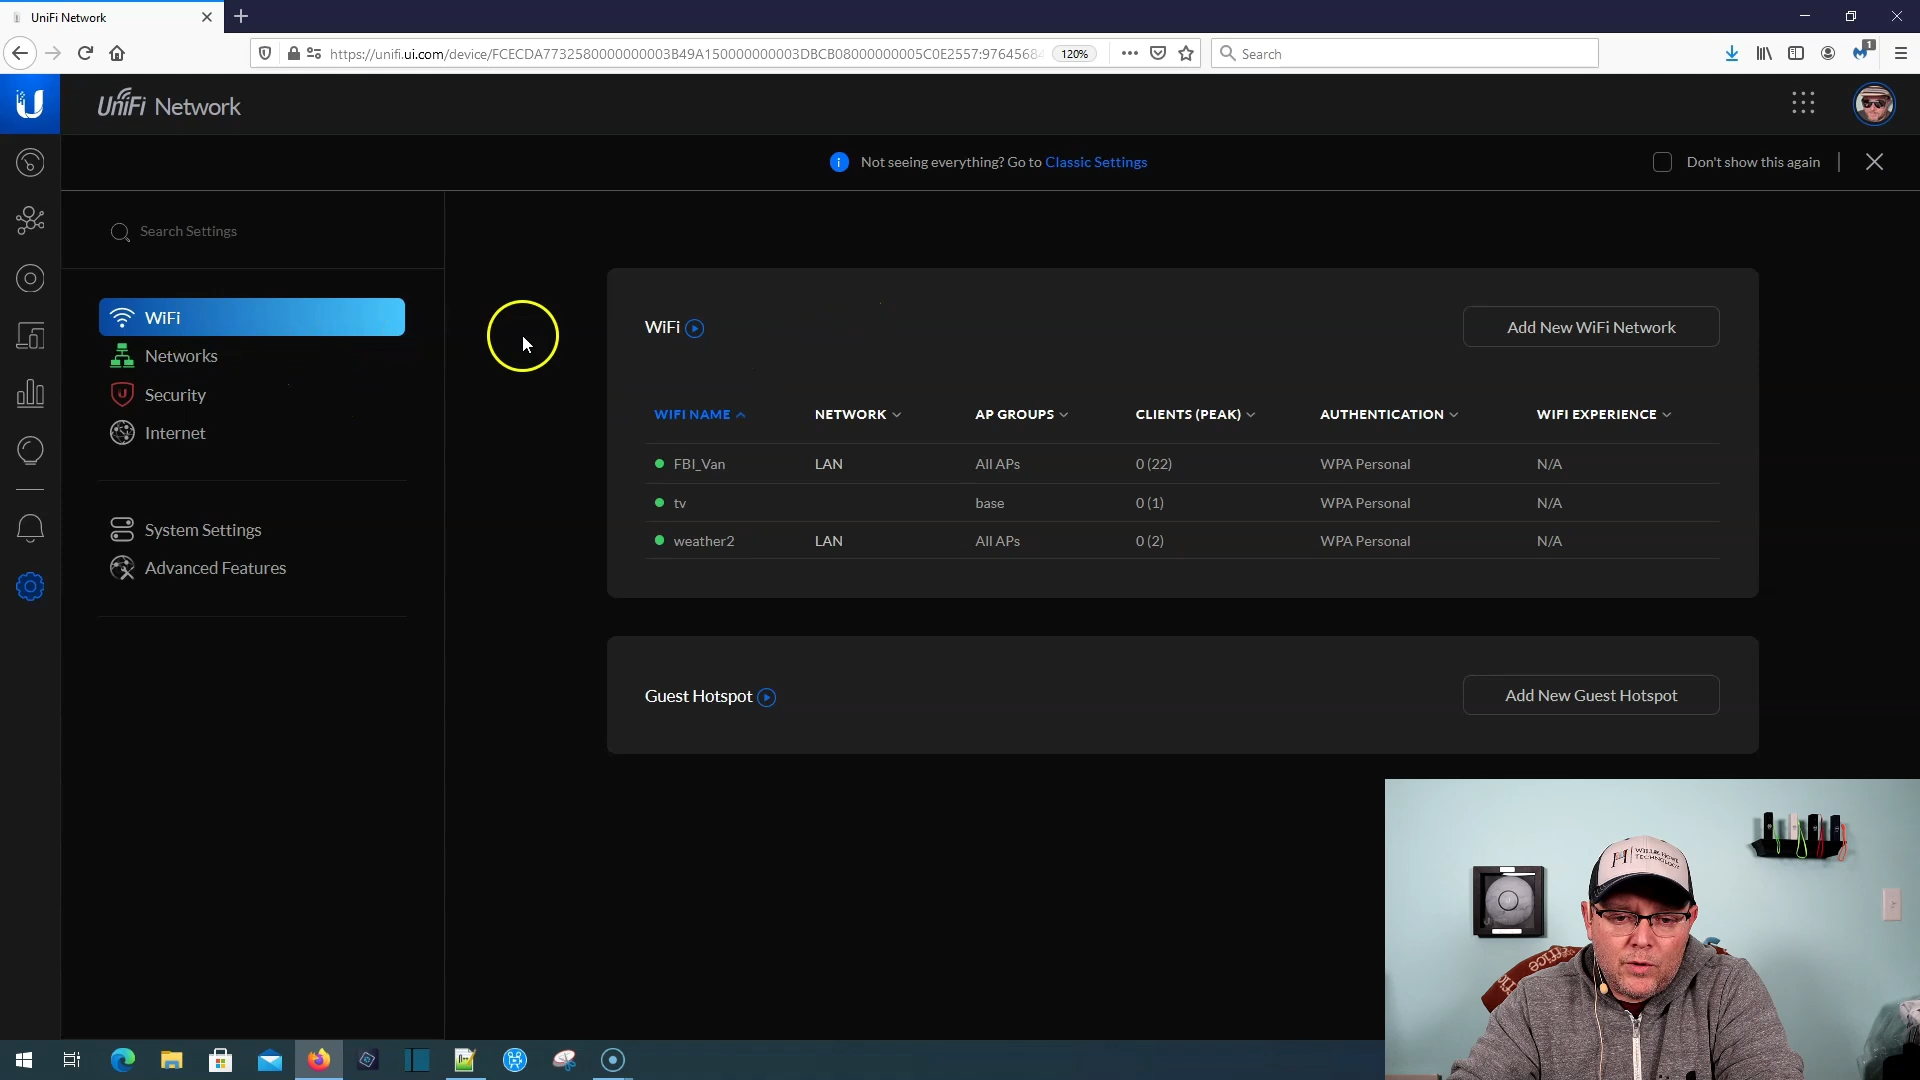 UniFi Network
https://unifi.ui.com/device/FCECDA7732580000000003B49A150000000003DBCB08000000005C0E2557:97645684
120%
Search
1
UniFi Network
Not seeing everything? Go to Classic Settings
Don't show this again
Search Settings
WiFi
Networks
Security
Internet
System Settings
Advanced Features
WiFi
Add New WiFi Network
WIFI NAME NETWORK AP GROUPS CLIENTS (PEAK) AUTHENTICATION WIFI EXPERIENCE
FBI_Van LAN All APs 0 (22) WPA Personal N/A
tv base 0 (1) WPA Personal N/A
weather2 LAN All APs 0 (2) WPA Personal N/A
Guest Hotspot
Add New Guest Hotspot
TECHNOLOGY
office